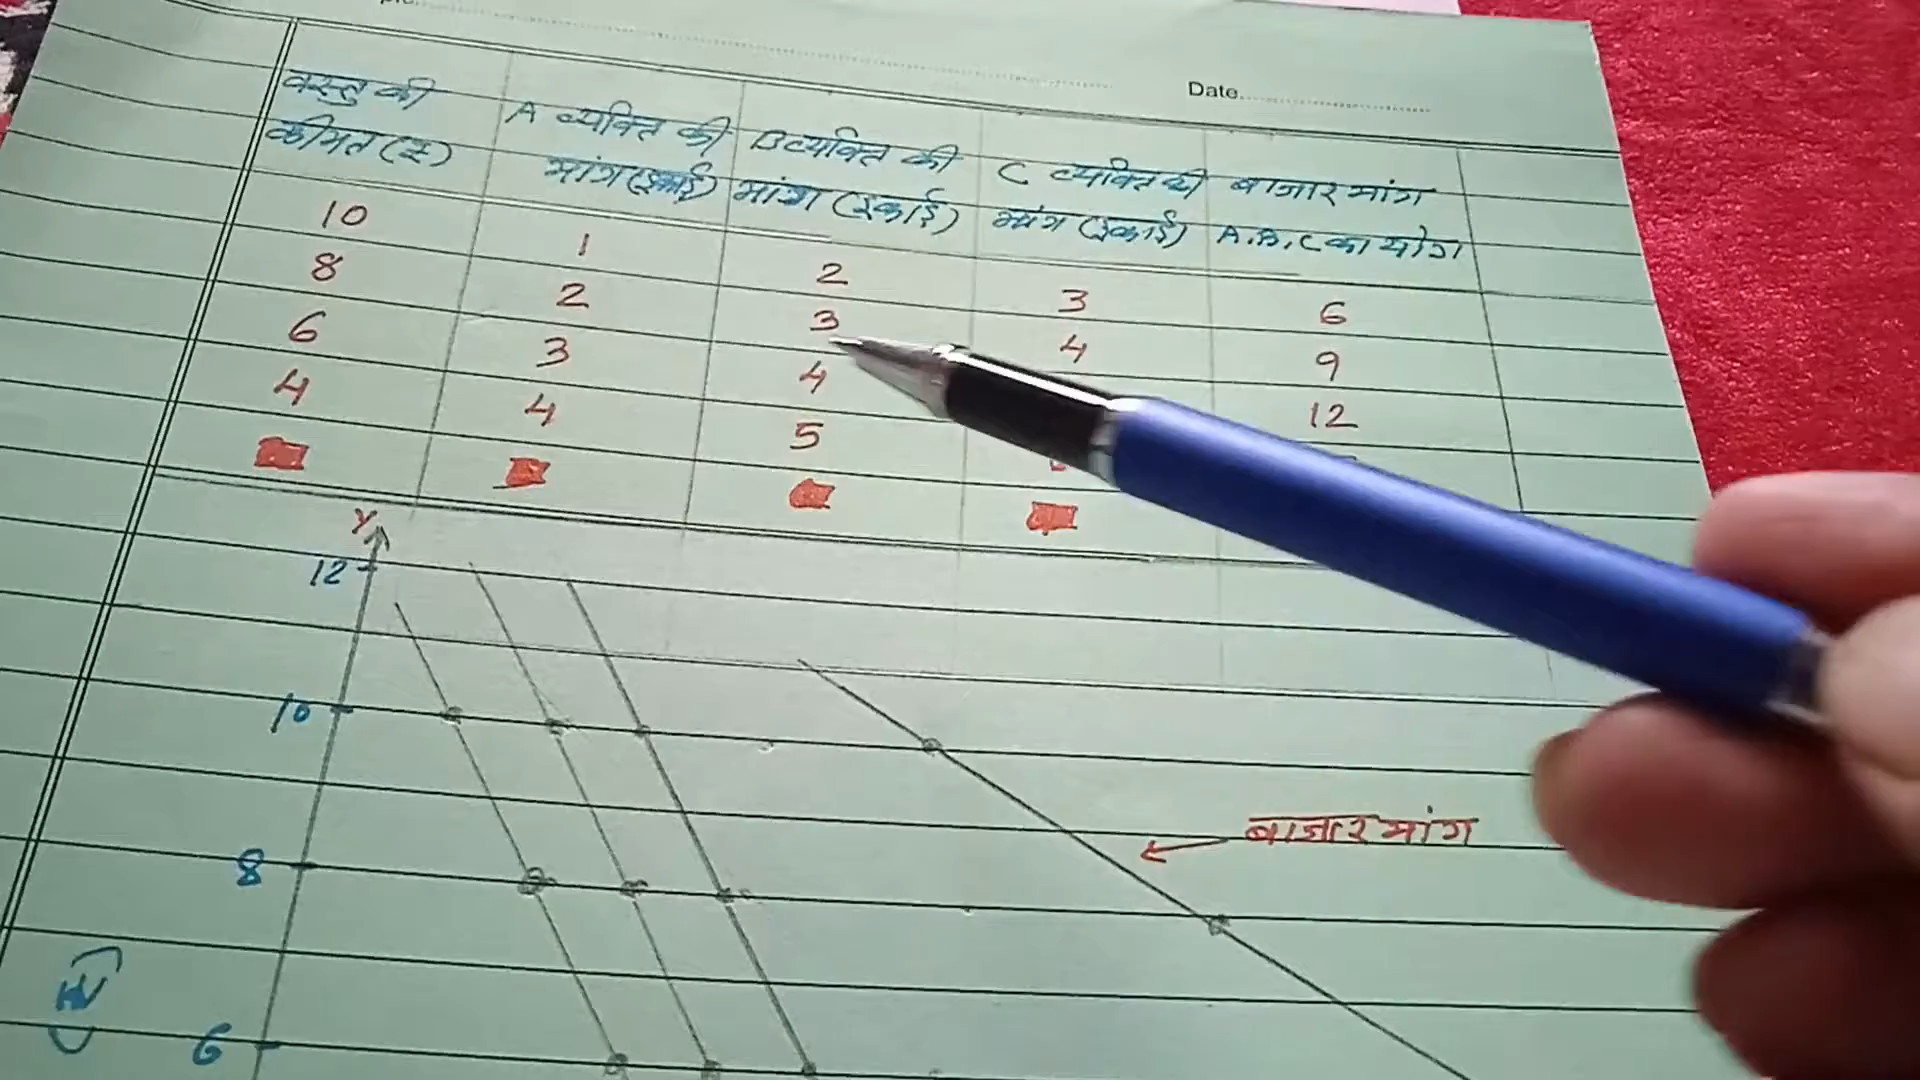 Date
वस्तु की A व्यक्ति की B व्यक्ति की C व्यक्ति की बाजार मांग
कीमत (रू) मांग (इकाई) मांग (इकाई) मांग (इकाई) A.B.C का योग
10 1 2 3 6
8 2 3 4 9
6 3 4 12
4 4 5
Y
12
10
बाजार मांग
8
6